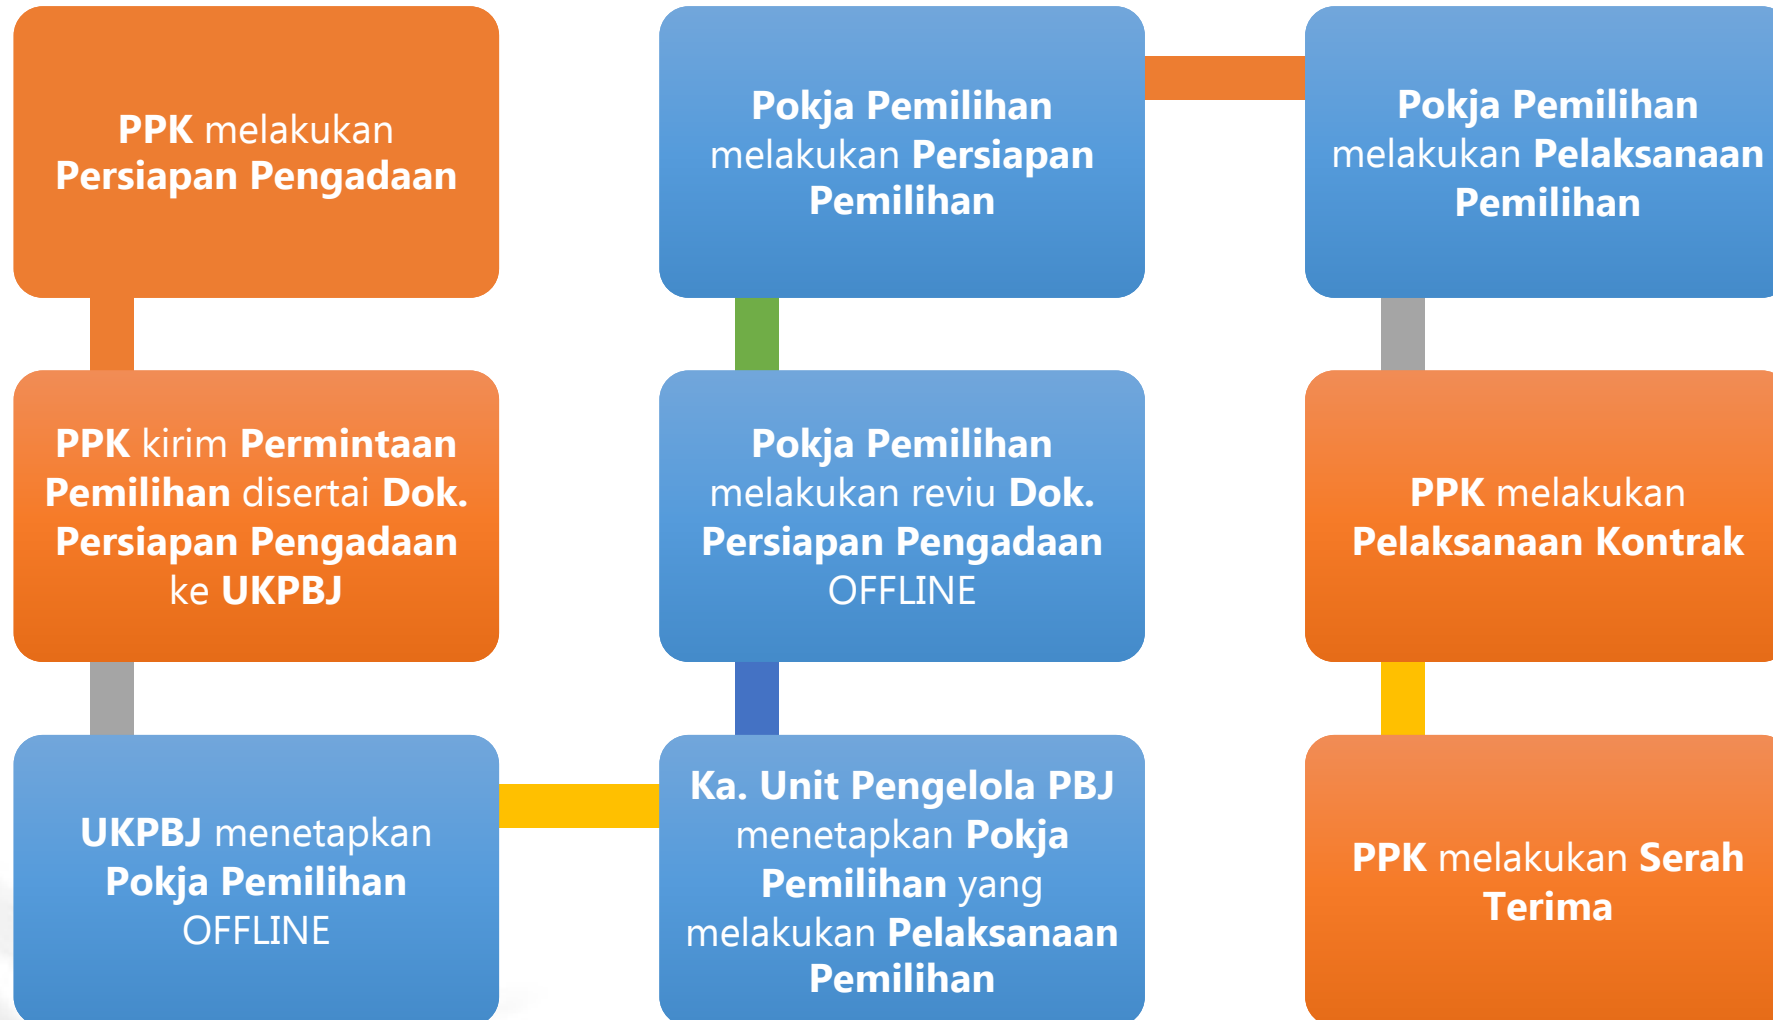 PPK melakukan
Persiapan Pengadaan
PPK kirim Permintaan
Pemilihan disertai Dok.
Persiapan Pengadaan
ke UKPBJ
UKPBJ menetapkan
Pokja Pemilihan
OFFLINE
Ka. Unit Pengelola PBJ
menetapkan Pokja
Pemilihan yang
melakukan Pelaksanaan
Pemilihan
Pokja Pemilihan
melakukan reviu Dok.
Persiapan Pengadaan
OFFLINE
Pokja Pemilihan
melakukan Persiapan
Pemilihan
Pokja Pemilihan
melakukan Pelaksanaan
Pemilihan
PPK melakukan
Pelaksanaan Kontrak
PPK melakukan Serah
Terima